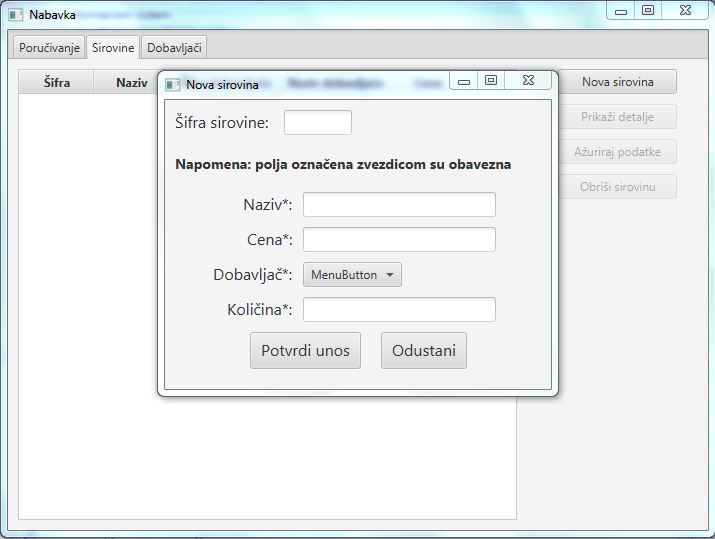 Nabavka
Poručivanje Sirovine Dobavljači
Šifra Naziv
Nova sirovina
Prikaži detalje
Ažuriraj podatke
Obriši sirovinu
Nova sirovina
Šifra sirovine:
Napomena: polja označena zvezdicom su obavezna
Naziv*:
Cena*:
Dobavljač*: MenuButton
Količina*:
Potvrdi unos Odustani